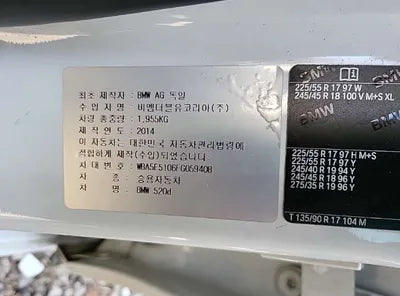 최초 제작자 : BMW AG 독일
수입자 : 비엠더블유코리아(주)
차량 총중량 : 1,955KG
제작 연도 : 2014
이 자동차는 대한민국 자동차관리법령에
적합하게 제작(수입)되었습니다
차대번호 : WBA5E5106FG059408
차종 : 승용자동차
차명 : BMW 520d
225/55 R 17 97 W
245/45 R 18 100 V M+S XL
BMW
225/55 R 17 97 H M+S
225/55 R 17 97 Y
245/40 R 19 94 Y
245/45 R 18 96 Y
275/35 R 19 96 Y
T 135/90 R 17 104 M